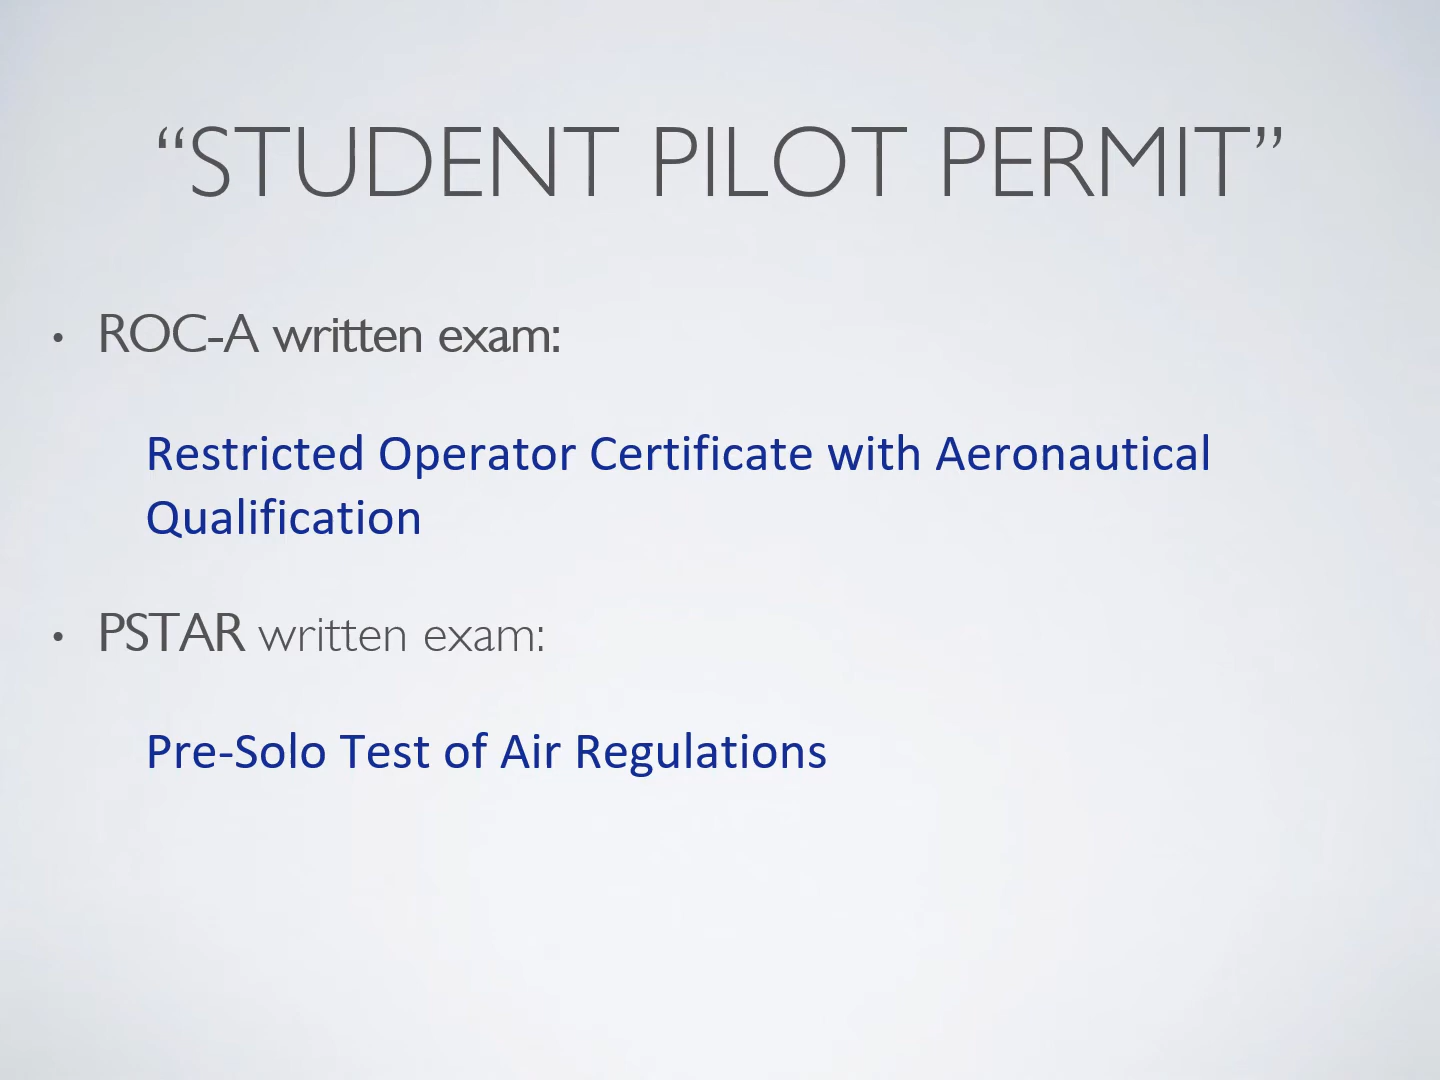 “STUDENT PILOT PERMIT”
• ROC-A written exam:
Restricted Operator Certificate with Aeronautical
Qualification
• PSTAR written exam:
Pre-Solo Test of Air Regulations